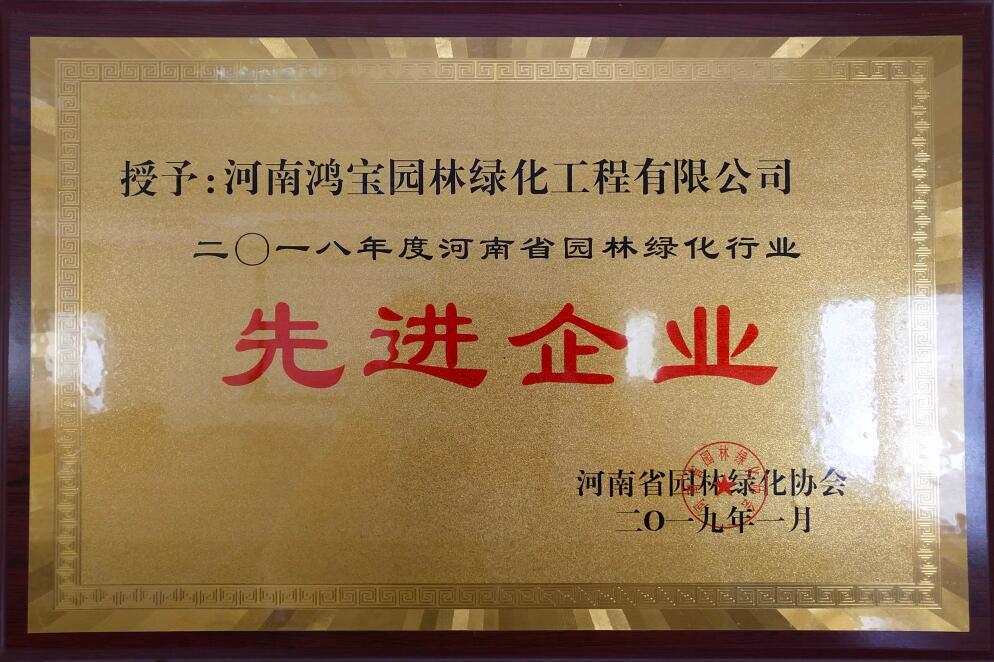 授予:河南鸿宝园林绿化工程有限公司
二〇一八年度河南省园林绿化行业
先进企业
河南省园林绿化协会
二O一九年一月